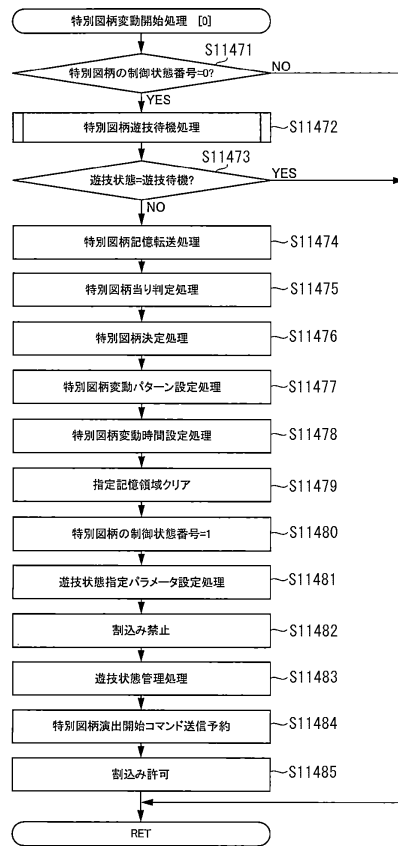 特別図柄変動開始処理 [0]
S11471
特別図柄の制御状態番号=0?
NO
YES
特別図柄遊技待機処理
S11472
S11473
遊技状態=遊技待機?
YES
NO
特別図柄記憶転送処理
S11474
特別図柄当り判定処理
S11475
特別図柄決定処理
S11476
特別図柄変動パターン設定処理
S11477
特別図柄変動時間設定処理
S11478
指定記憶領域クリア
S11479
特別図柄の制御状態番号=1
S11480
遊技状態指定パラメータ設定処理
S11481
割込み禁止
S11482
遊技状態管理処理
S11483
特別図柄演出開始コマンド送信予約
S11484
割込み許可
S11485
RET